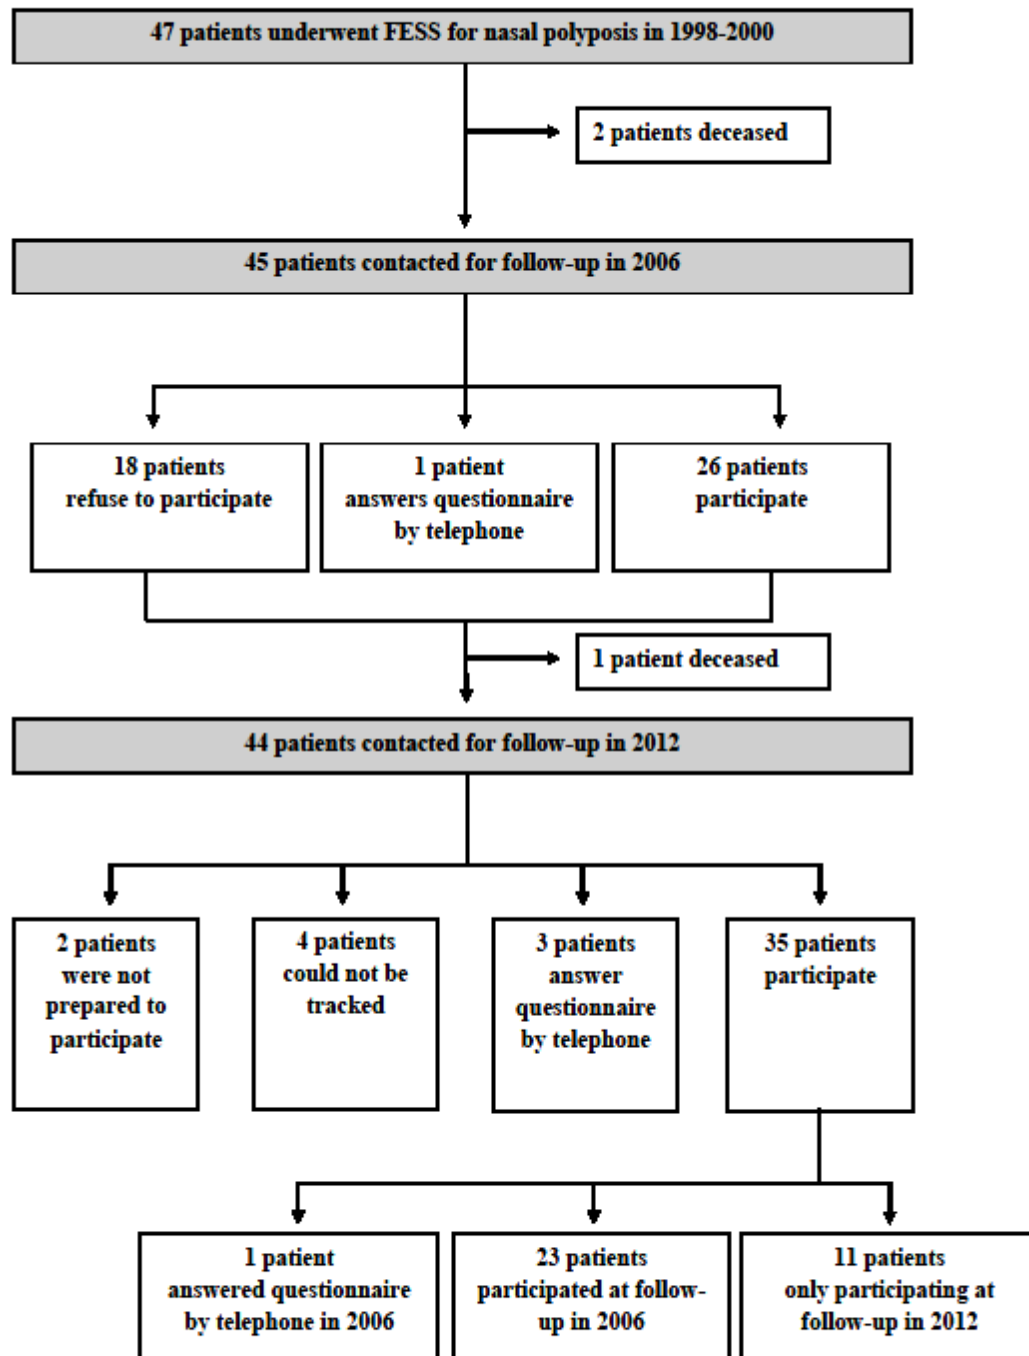 47 patients underwent FESS for nasal polyposis in 1998-2000
2 patients deceased
45 patients contacted for follow-up in 2006
18 patients
refuse to participate
1 patient
answers questionnaire
by telephone
26 patients
participate
1 patient deceased
44 patients contacted for follow-up in 2012
2 patients
were not
prepared to
participate
4 patients
could not be
tracked
3 patients
answer
questionnaire
by telephone
35 patients
participate
1 patient
answered questionnaire
by telephone in 2006
23 patients
participated at follow-
up in 2006
11 patients
only participating at
follow-up in 2012